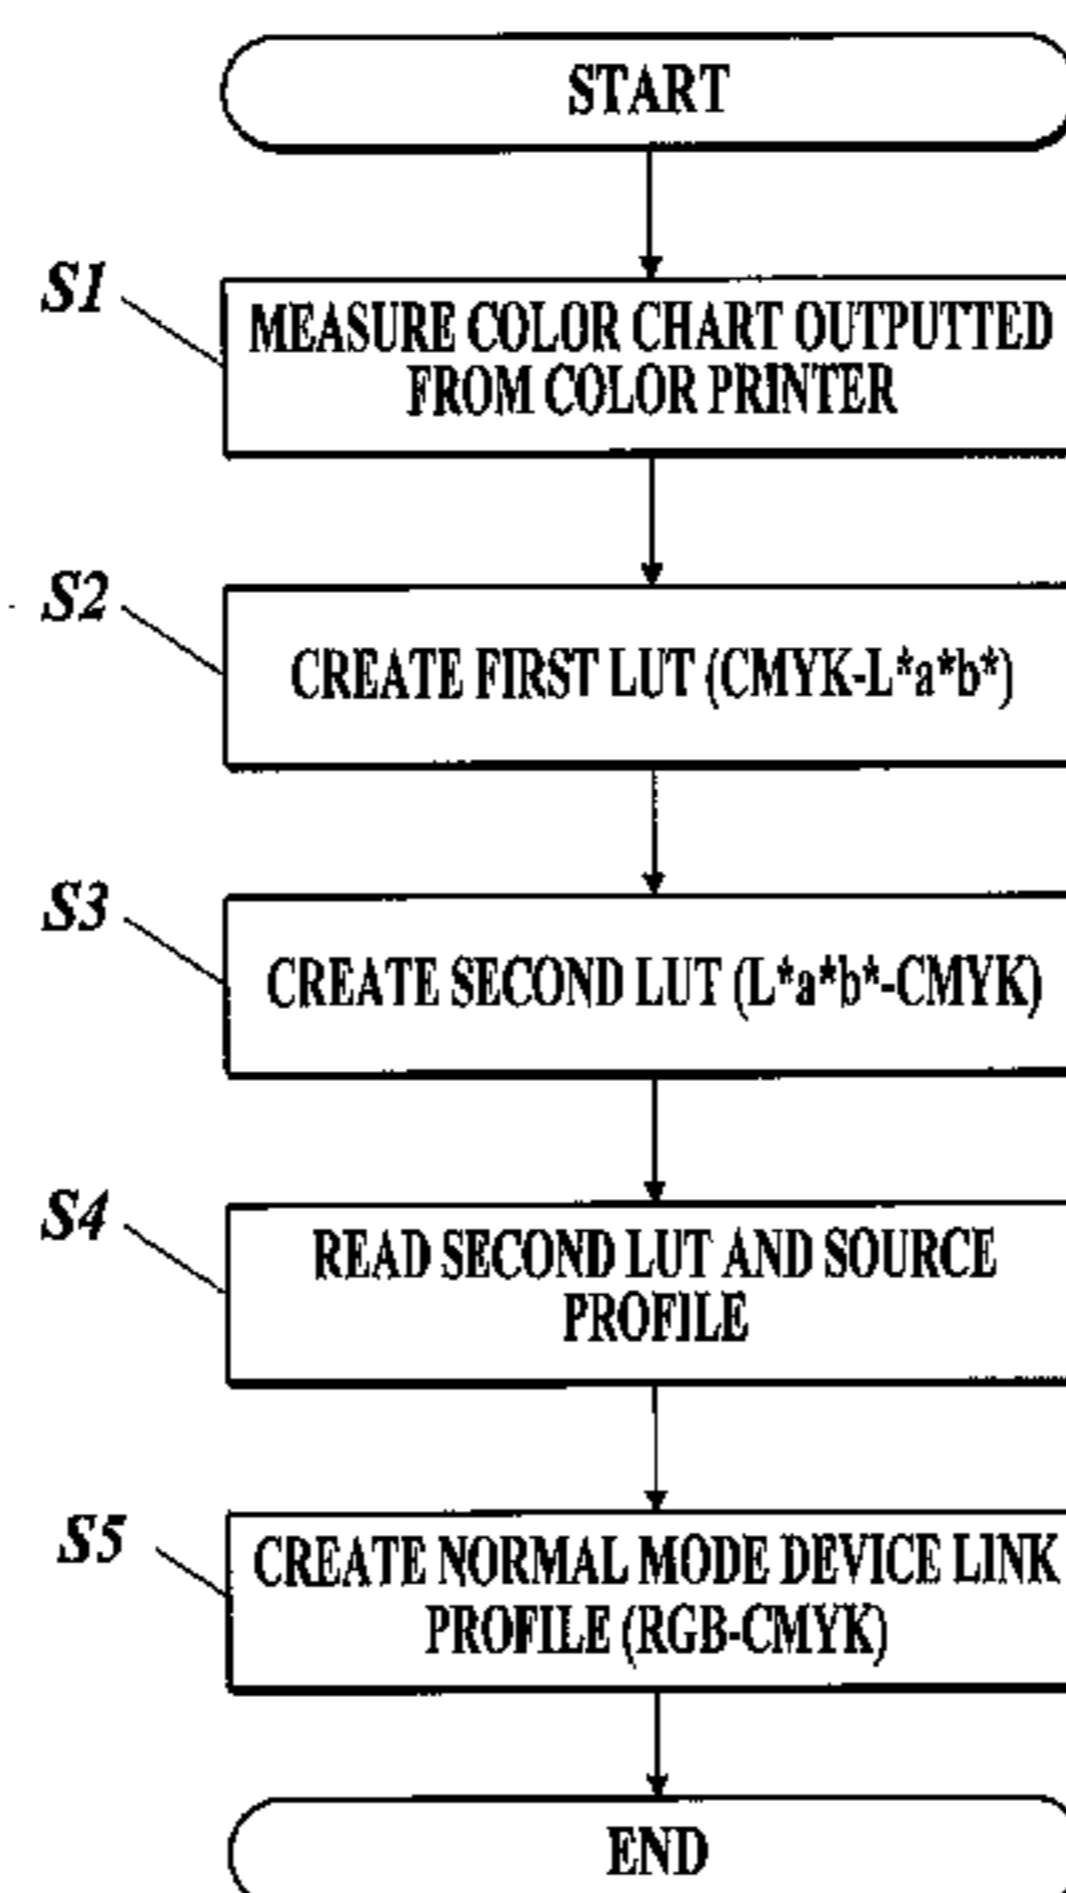 START
S1
MEASURE COLOR CHART OUTPUTTED
FROM COLOR PRINTER
S2
CREATE FIRST LUT (CMYK-L*a*b*)
S3
CREATE SECOND LUT (L*a*b*-CMYK)
S4
READ SECOND LUT AND SOURCE
PROFILE
S5
CREATE NORMAL MODE DEVICE LINK
PROFILE (RGB-CMYK)
END